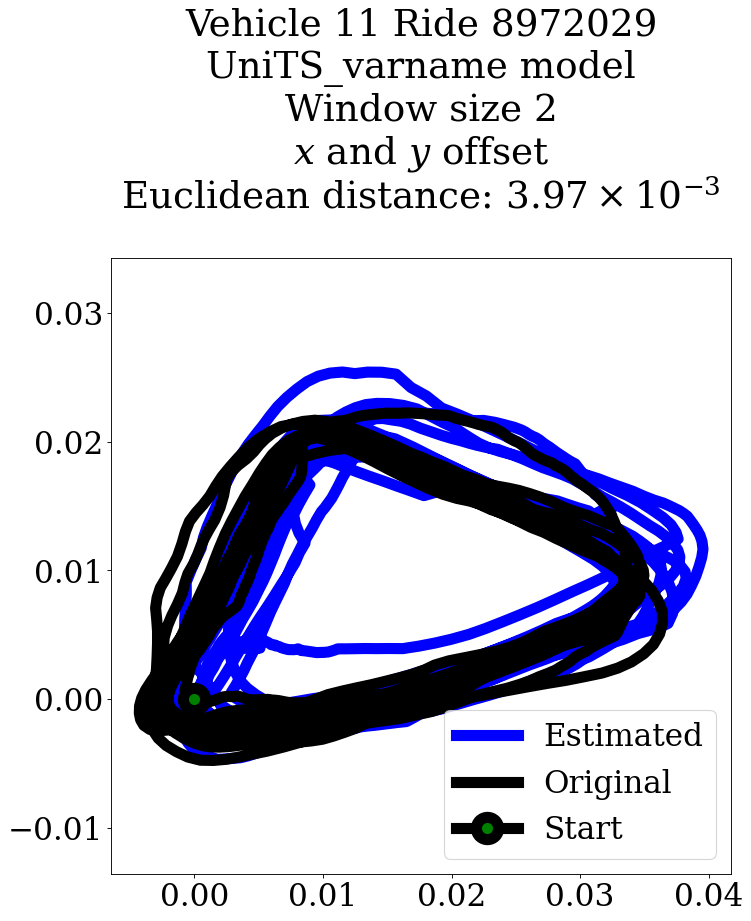 Vehicle 11 Ride 8972029
UniTS_varname model
Window size 2
x and y offset
Euclidean distance: 3.97 × 10⁻³
0.03
0.02
0.01
0.00
−0.01
Estimated
Original
Start
0.00 0.01 0.02 0.03 0.04